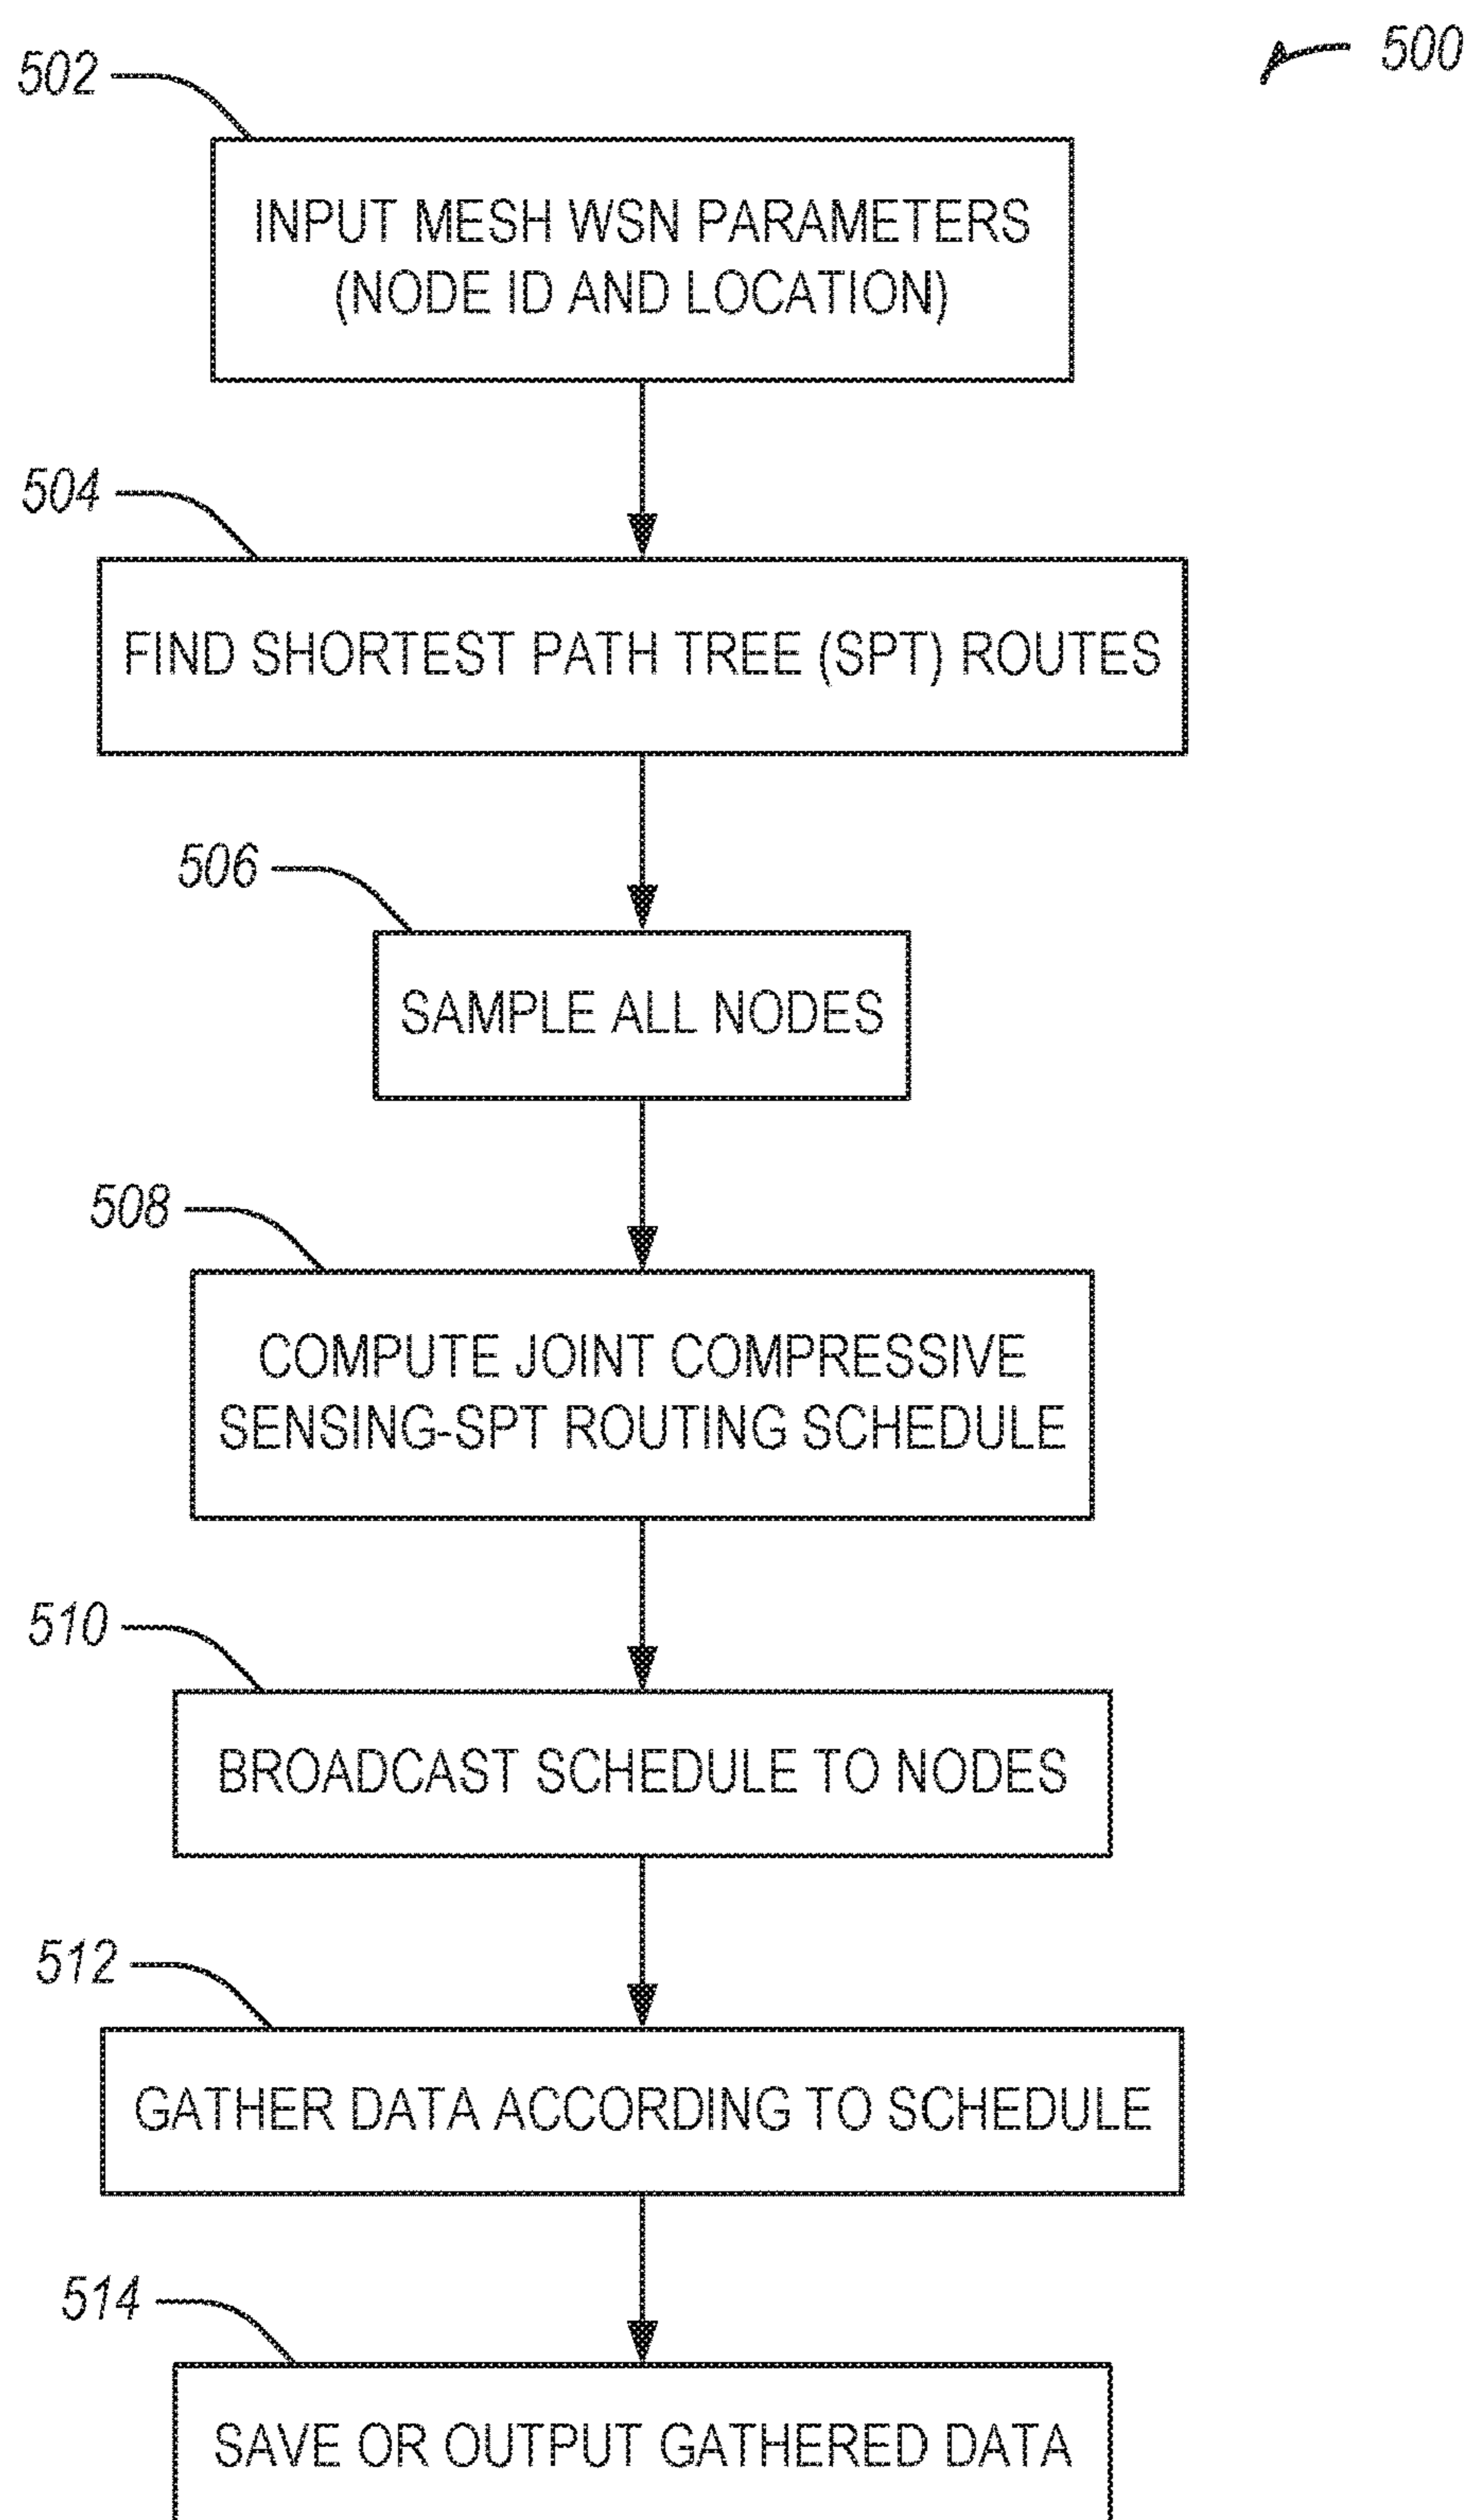 500
502
INPUT MESH WSN PARAMETERS
(NODE ID AND LOCATION)
504
FIND SHORTEST PATH TREE (SPT) ROUTES
506
SAMPLE ALL NODES
508
COMPUTE JOINT COMPRESSIVE
SENSING-SPT ROUTING SCHEDULE
510
BROADCAST SCHEDULE TO NODES
512
GATHER DATA ACCORDING TO SCHEDULE
514
SAVE OR OUTPUT GATHERED DATA